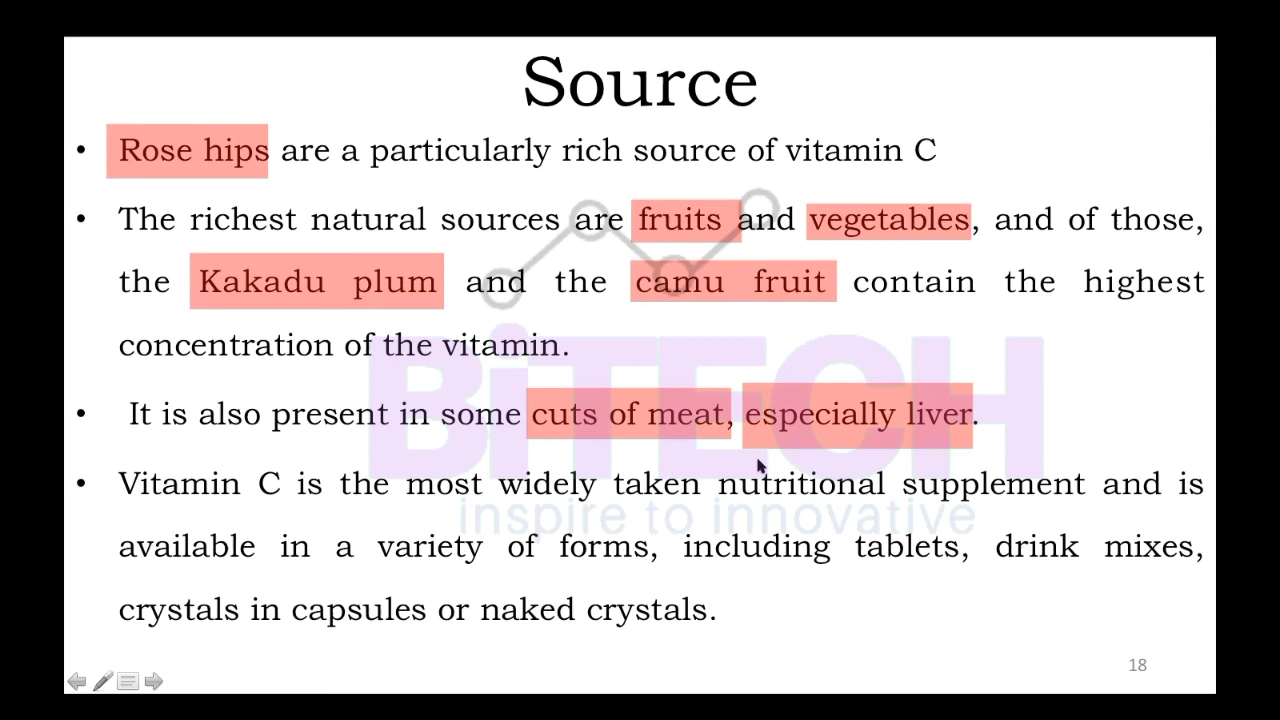 Source
• Rose hips are a particularly rich source of vitamin C
• The richest natural sources are fruits and vegetables, and of those,
the Kakadu plum and the camu fruit contain the highest
concentration of the vitamin.
• It is also present in some cuts of meat, especially liver.
• Vitamin C is the most widely taken nutritional supplement and is
available in a variety of forms, including tablets, drink mixes,
crystals in capsules or naked crystals.
BiTECH
inspire to innovative
18